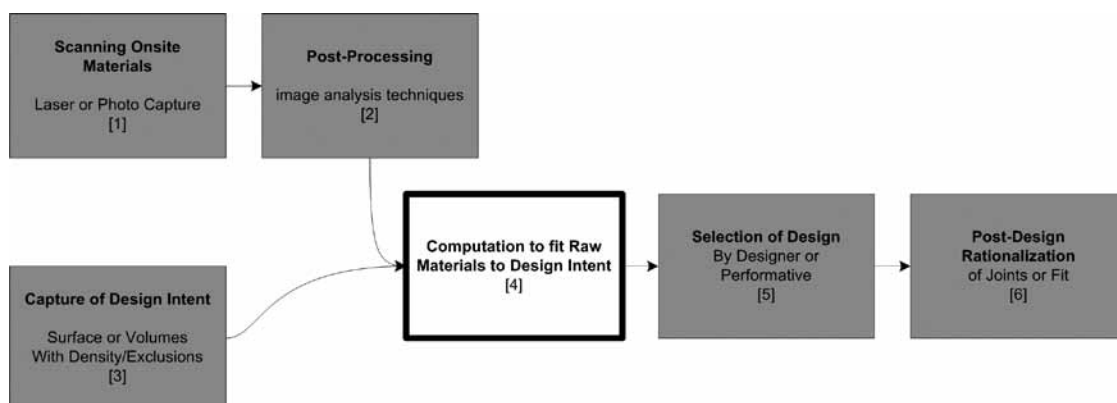 Scanning Onsite
Materials
Laser or Photo Capture
[1]
Post-Processing
image analysis techniques
[2]
Capture of Design Intent
Surface or Volumes
With Density/Exclusions
[3]
Computation to fit Raw
Materials to Design Intent
[4]
Selection of Design
By Designer or
Performative
[5]
Post-Design
Rationalization
of Joints or Fit
[6]